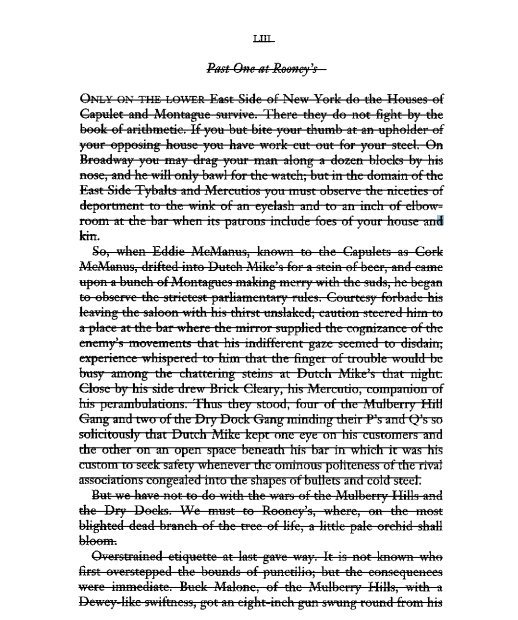 LIII
Past One at Rooney's
ONLY ON THE LOWER East Side of New York do the Houses of
Capulet and Montague survive. There they do not fight by the
book of arithmetic. If you but bite your thumb at an upholder of
your opposing house you have work cut out for your steel. On
Broadway you may drag your man along a dozen blocks by his
nose, and he will only bawl for the watch; but in the domain of the
East Side Tybalts and Mercutios you must observe the niceties of
deportment to the wink of an eyelash and to an inch of elbow-
room at the bar when its patrons include foes of your house and
kin.
So, when Eddie McManus, known to the Capulets as Cork
McManus, drifted into Dutch Mike's for a stein of beer, and came
upon a bunch of Montagues making merry with the suds, he began
to observe the strictest parliamentary rules. Courtesy forbade his
leaving the saloon with his thirst unslaked; caution steered him to
a place at the bar where the mirror supplied the cognizance of the
enemy's movements that his indifferent gaze seemed to disdain;
experience whispered to him that the finger of trouble would be
busy among the chattering steins at Dutch Mike's that night.
Close by his side drew Brick Cleary, his Mercutio, companion of
his perambulations. Thus they stood, four of the Mulberry Hill
Gang and two of the Dry Dock Gang minding their P's and Q's so
solicitously that Dutch Mike kept one eye on his customers and
the other on an open space beneath his bar in which it was his
custom to seek safety whenever the ominous politeness of the rival
associations congealed into the shapes of bullets and cold steel.
But we have not to do with the wars of the Mulberry Hills and
the Dry Docks. We must to Rooney's, where, on the most
blighted dead branch of the tree of life, a little pale orchid shall
bloom.
Overstrained etiquette at last gave way. It is not known who
first overstepped the bounds of punctilio; but the consequences
were immediate. Buck Malone, of the Mulberry Hills, with a
Dewey-like swiftness, got an eight-inch gun swung round from his